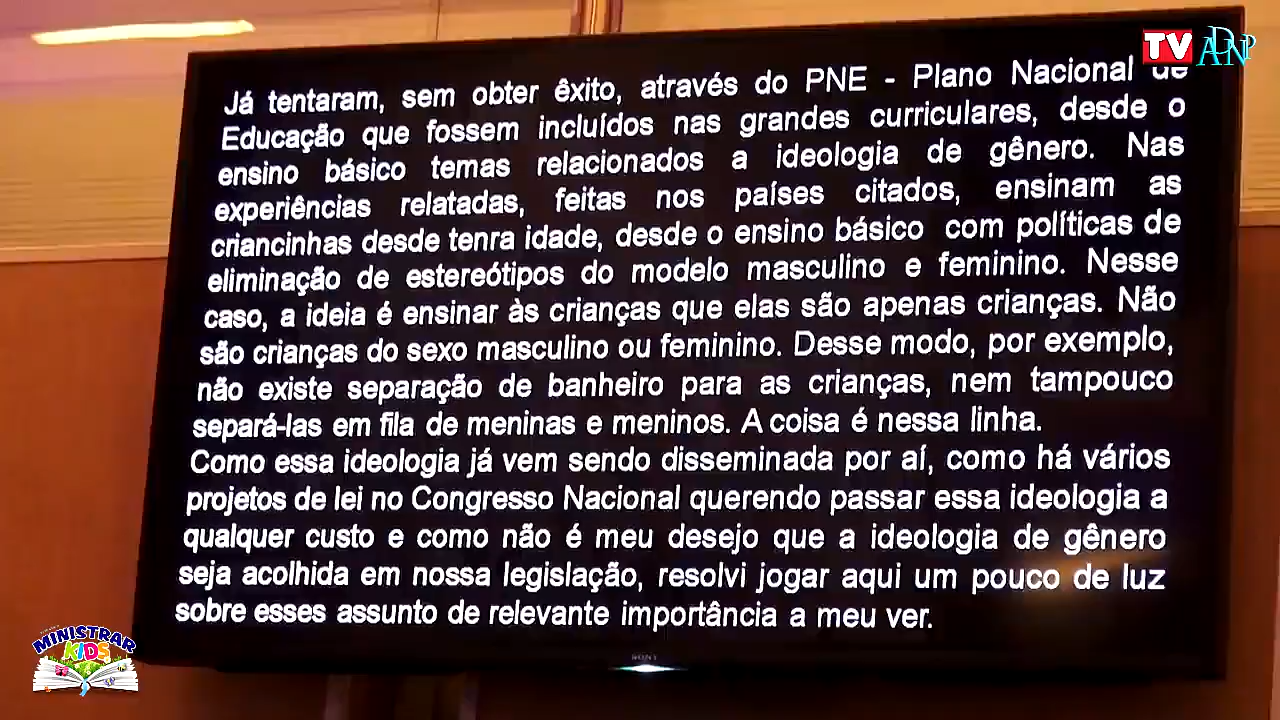 TV ADNP
Já tentaram, sem obter êxito, através do PNE - Plano Nacional de
Educação que fossem incluídos nas grandes curriculares, desde o
ensino básico temas relacionados a ideologia de gênero. Nas
experiências relatadas, feitas nos países citados, ensinam as
criancinhas desde tenra idade, desde o ensino básico com políticas de
eliminação de estereótipos do modelo masculino e feminino. Nesse
caso, a ideia é ensinar às crianças que elas são apenas crianças. Não
são crianças do sexo masculino ou feminino. Desse modo, por exemplo,
não existe separação de banheiro para as crianças, nem tampouco
separá-las em fila de meninas e meninos. A coisa é nessa linha.
Como essa ideologia já vem sendo disseminada por aí, como há vários
projetos de lei no Congresso Nacional querendo passar essa ideologia a
qualquer custo e como não é meu desejo que a ideologia de gênero
seja acolhida em nossa legislação, resolvi jogar aqui um pouco de luz
sobre esses assunto de relevante importância a meu ver.
SONY
MINISTRAR
KIDS